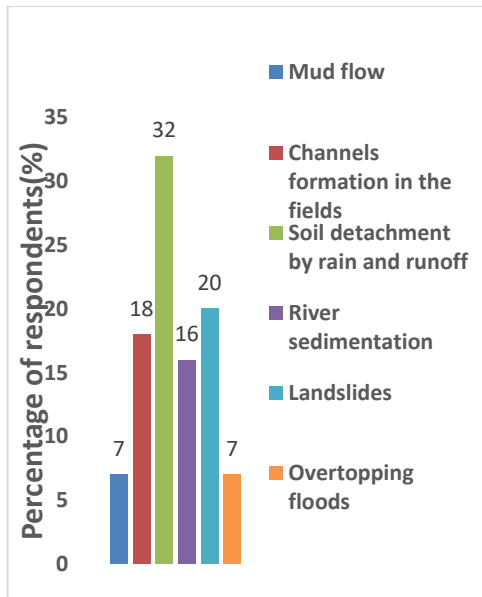 Percentage of respondents(%)
35
30
25
20
15
10
5
0
7
18
32
16
20
7
Mud flow
Channels
formation in the
fields
Soil detachment
by rain and runoff
River
sedimentation
Landslides
Overtopping
floods